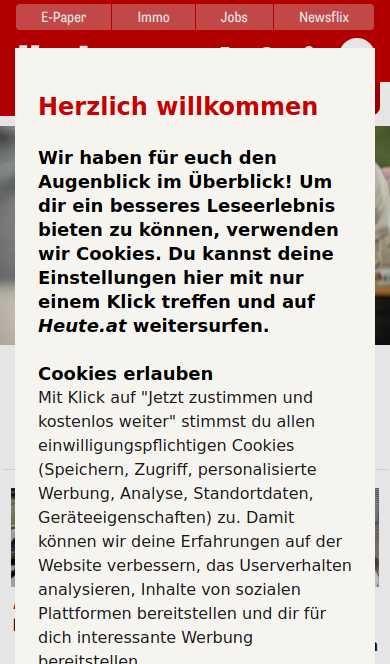 E-Paper
Immo
Jobs
Newsflix
Herzlich willkommen
Wir haben für euch den
Augenblick im Überblick! Um
dir ein besseres Leseerlebnis
bieten zu können, verwenden
wir Cookies. Du kannst deine
Einstellungen hier mit nur
einem Klick treffen und auf
Heute.at weitersurfen.
Cookies erlauben
Mit Klick auf "Jetzt zustimmen und
kostenlos weiter" stimmst du allen
einwilligungspflichtigen Cookies
(Speichern, Zugriff, personalisierte
Werbung, Analyse, Standortdaten,
Geräteeigenschaften) zu. Damit
können wir deine Erfahrungen auf der
Website verbessern, das Userverhalten
analysieren, Inhalte von sozialen
Plattformen bereitstellen und dir für
dich interessante Werbung
bereitstellen